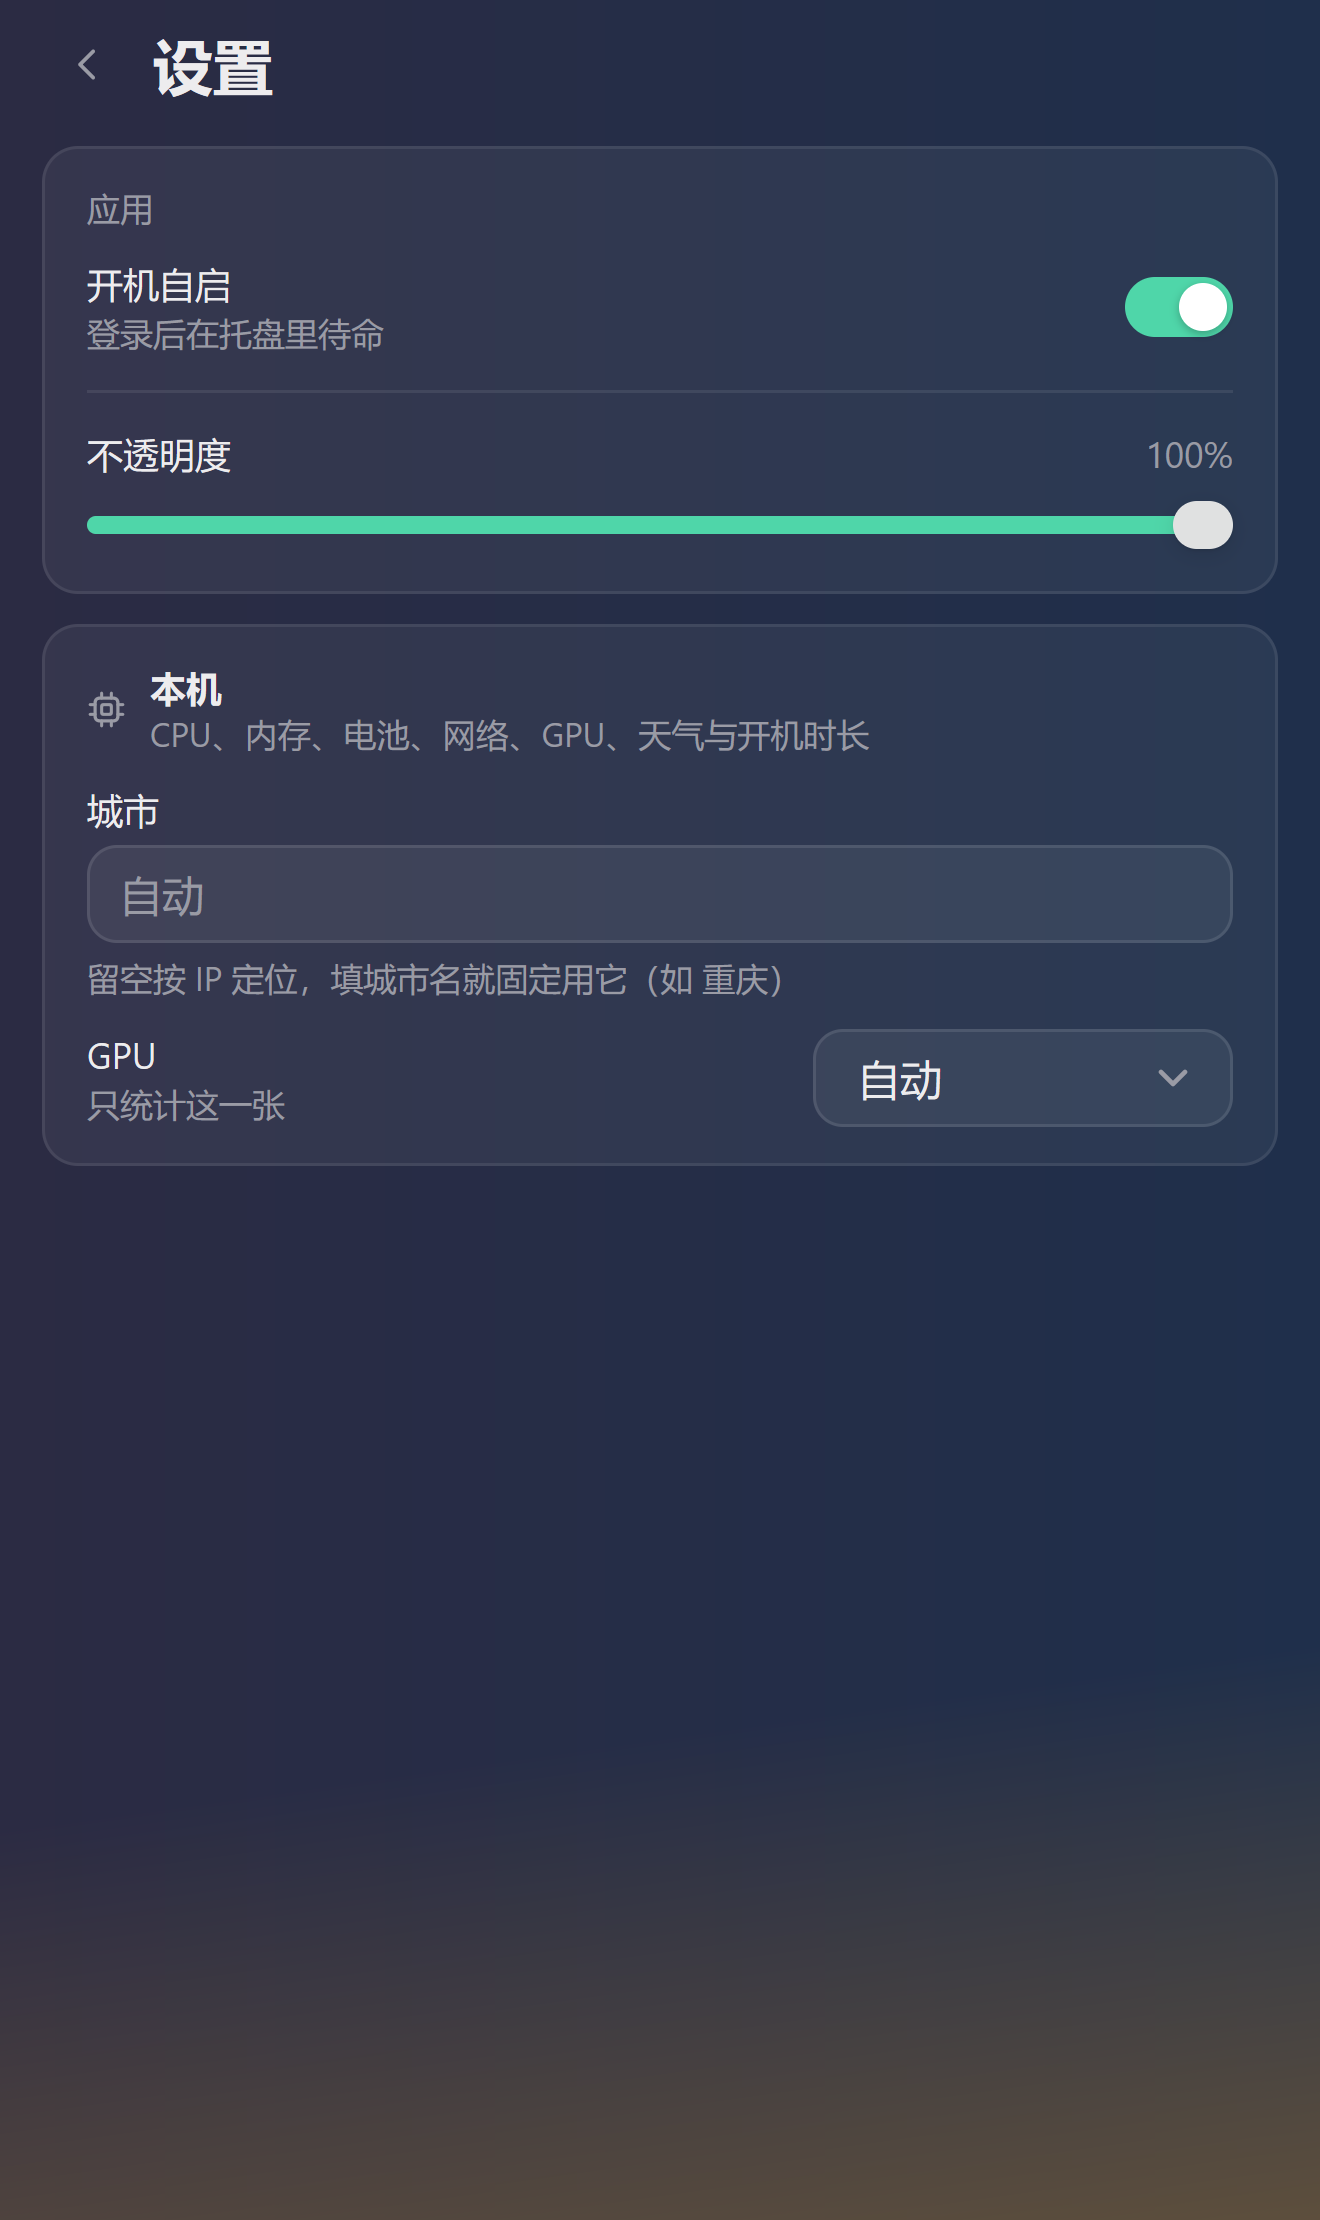 设置
应用
开机自启
登录后在托盘里待命
不透明度
100%
本机
CPU、内存、电池、网络、GPU、天气与开机时长
城市
自动
留空按 IP 定位，填城市名就固定用它（如 重庆）
GPU
只统计这一张
自动